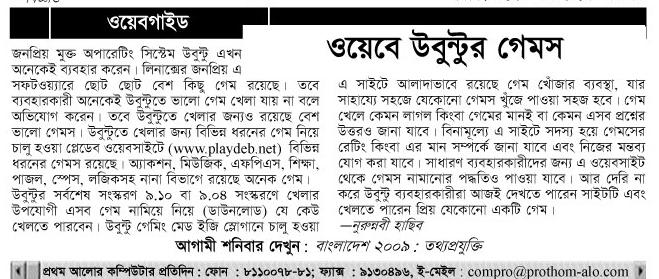 ওয়েবগাইড
ওয়েবে উবুন্টুর গেমস
জনপ্রিয় মুক্ত অপারেটিং সিস্টেম উবুন্টু এখন
অনেকেই ব্যবহার করেন। লিনাক্সের জনপ্রিয় এ
সফটওয়্যারে ছোট ছোট বেশ কিছু গেম রয়েছে। তবে
ব্যবহারকারী অনেকেই উবুন্টুতে ভালো গেম খেলা যায় না বলে
অভিযোগ করেন। তবে উবুন্টুতে খেলার জন্যও রয়েছে বেশ
ভালো গেমস। উবুন্টুতে খেলার জন্য বিভিন্ন ধরনের গেম নিয়ে
চালু হওয়া প্লেডেব ওয়েবসাইটে (www.playdeb.net) বিভিন্ন
ধরনের গেমস রয়েছে। অ্যাকশন, মিউজিক, এফপিএস, শিক্ষা,
পাজল, স্পেস, লজিকসহ নানা বিভাগে রয়েছে অনেক গেম।
উবুন্টুর সর্বশেষ সংস্করণ ৯.১০ বা ৯.০৪ সংস্করণে খেলার
উপযোগী এসব গেম নামিয়ে নিয়ে (ডাউনলোড) যে কেউ
খেলতে পারবেন। উবুন্টু গেমিং মেড ইজি স্লোগানে চালু হওয়া
এ সাইটে আলাদাভাবে রয়েছে গেম খোঁজার ব্যবস্থা, যার
সাহায্যে সহজে যেকোনো গেমস খুঁজে পাওয়া সহজ হবে। গেম
খেলে কেমন লাগল কিংবা গেমের মানই বা কেমন এসব প্রশ্নের
উত্তরও জানা যাবে। বিনামূল্যে এ সাইটে সদস্য হয়ে গেমসের
রেটিং কিংবা এর মান সম্পর্কে জানা যাবে এবং নিজের মন্তব্য
যোগ করা যাবে। সাধারণ ব্যবহারকারীদের জন্য এ ওয়েবসাইট
থেকে গেমস নামানোর পদ্ধতিও পাওয়া যাবে। আর দেরি না
করে উবুন্টু ব্যবহারকারীরা আজই দেখতে পারেন সাইটটি এবং
খেলতে পারেন প্রিয় যেকোনো একটি গেম।
—নুরুন্নবী হাছিব
আগামী শনিবার দেখুন : বাংলাদেশ ২০০৯ : তথ্যপ্রযুক্তি
প্রথম আলোর কম্পিউটার প্রতিদিন : ফোন : ৮১১০০৭৮-৮১; ফ্যাক্স : ৯১৩০৪৯৬, ই-মেইল : compro@prothom-alo.com